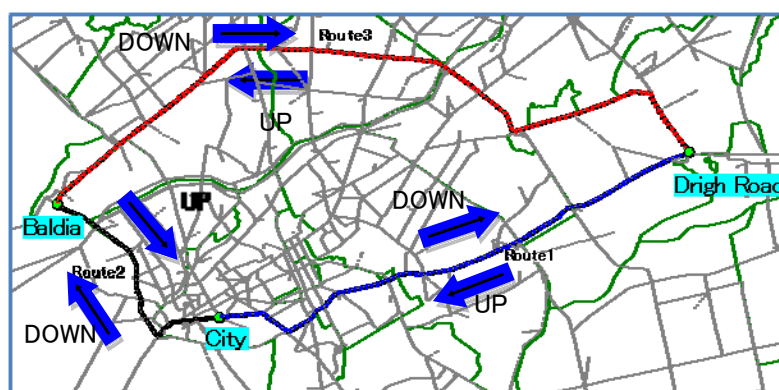 DOWN
Route3
UP
UP
DOWN
Drigh Road
Baldia
Route2
Route1
UP
DOWN
City